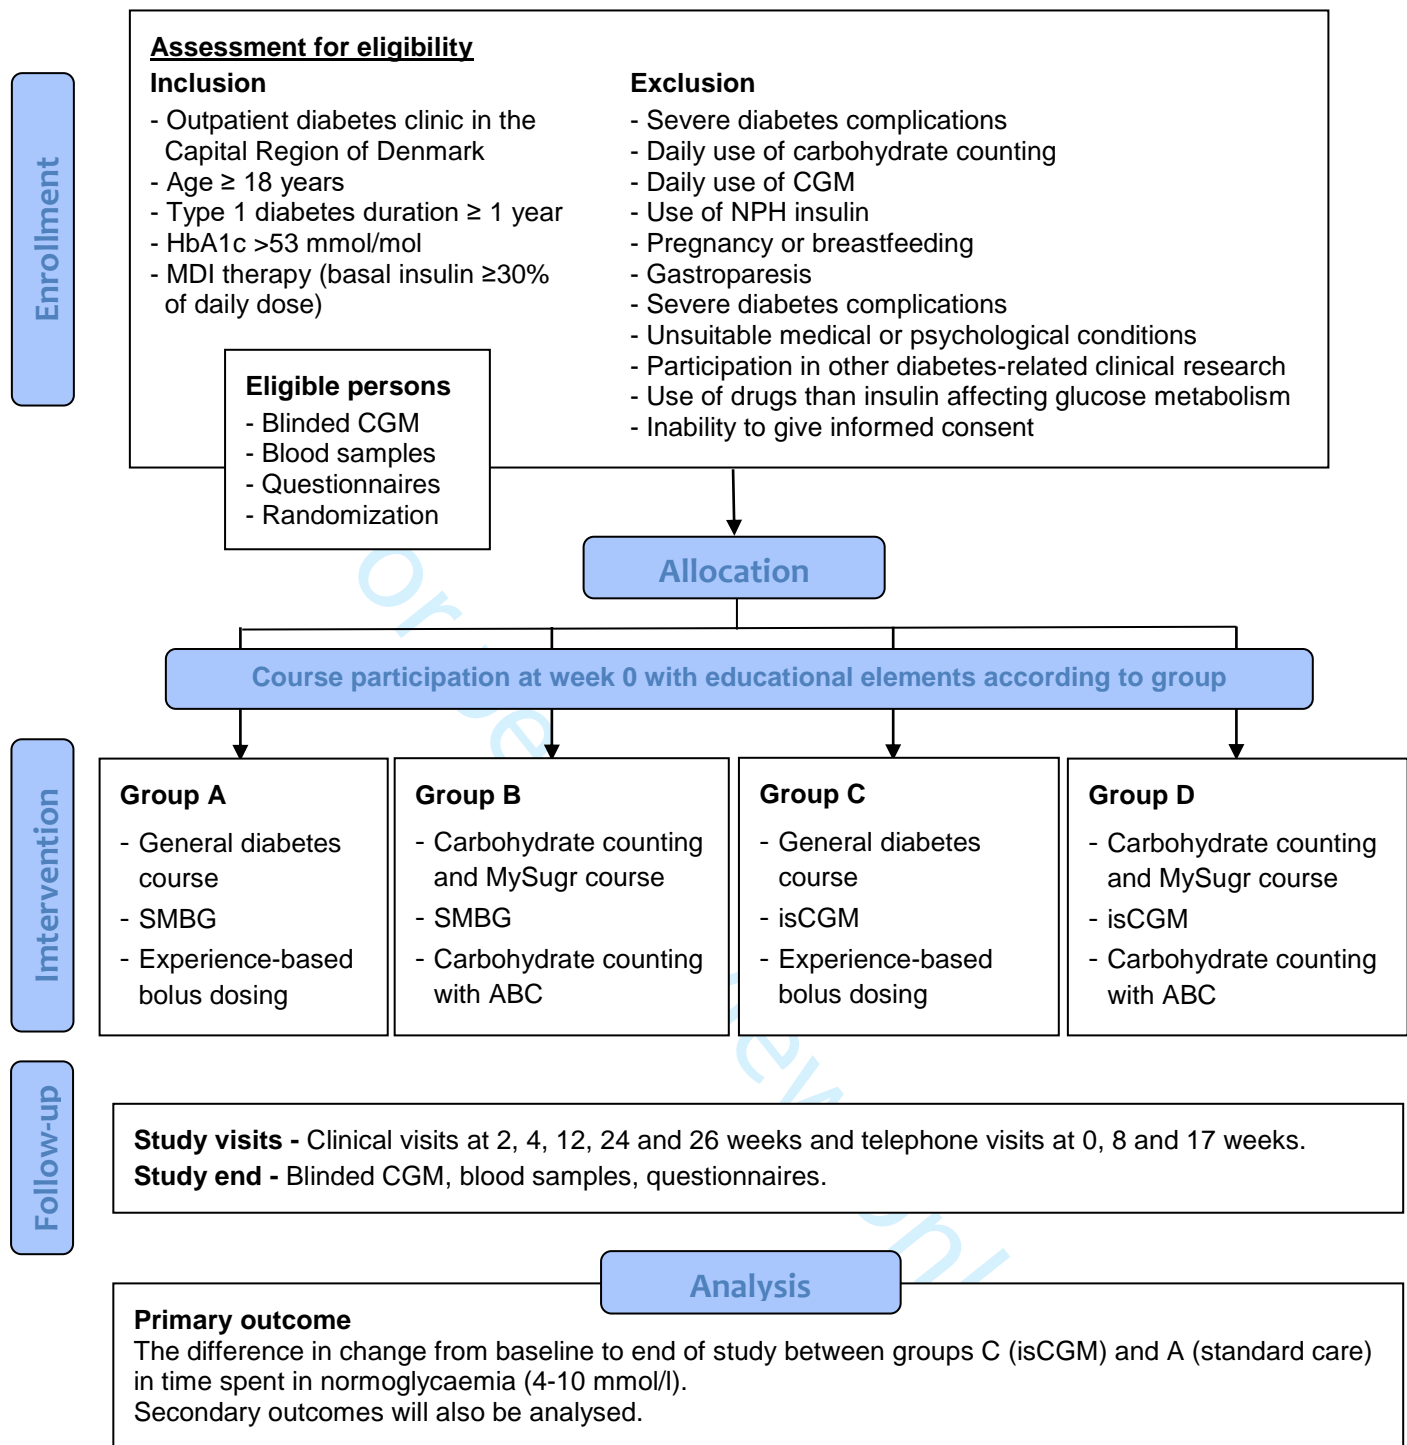 Enrollment
Assessment for eligibility
Inclusion
- Outpatient diabetes clinic in the
Capital Region of Denmark
- Age ≥ 18 years
- Type 1 diabetes duration ≥ 1 year
- HbA1c >53 mmol/mol
- MDI therapy (basal insulin ≥30%
of daily dose)
Exclusion
- Severe diabetes complications
- Daily use of carbohydrate counting
- Daily use of CGM
- Use of NPH insulin
- Pregnancy or breastfeeding
- Gastroparesis
- Severe diabetes complications
- Unsuitable medical or psychological conditions
- Participation in other diabetes-related clinical research
- Use of drugs than insulin affecting glucose metabolism
- Inability to give informed consent
Eligible persons
- Blinded CGM
- Blood samples
- Questionnaires
- Randomization
Allocation
Course participation at week 0 with educational elements according to group
Imtervention
Group A
- General diabetes
course
- SMBG
- Experience-based
bolus dosing
Group B
- Carbohydrate counting
and MySugr course
- SMBG
- Carbohydrate counting
with ABC
Group C
- General diabetes
course
- isCGM
- Experience-based
bolus dosing
Group D
- Carbohydrate counting
and MySugr course
- isCGM
- Carbohydrate counting
with ABC
Follow-up
Study visits - Clinical visits at 2, 4, 12, 24 and 26 weeks and telephone visits at 0, 8 and 17 weeks.
Study end - Blinded CGM, blood samples, questionnaires.
Analysis
Primary outcome
The difference in change from baseline to end of study between groups C (isCGM) and A (standard care)
in time spent in normoglycaemia (4-10 mmol/l).
Secondary outcomes will also be analysed.